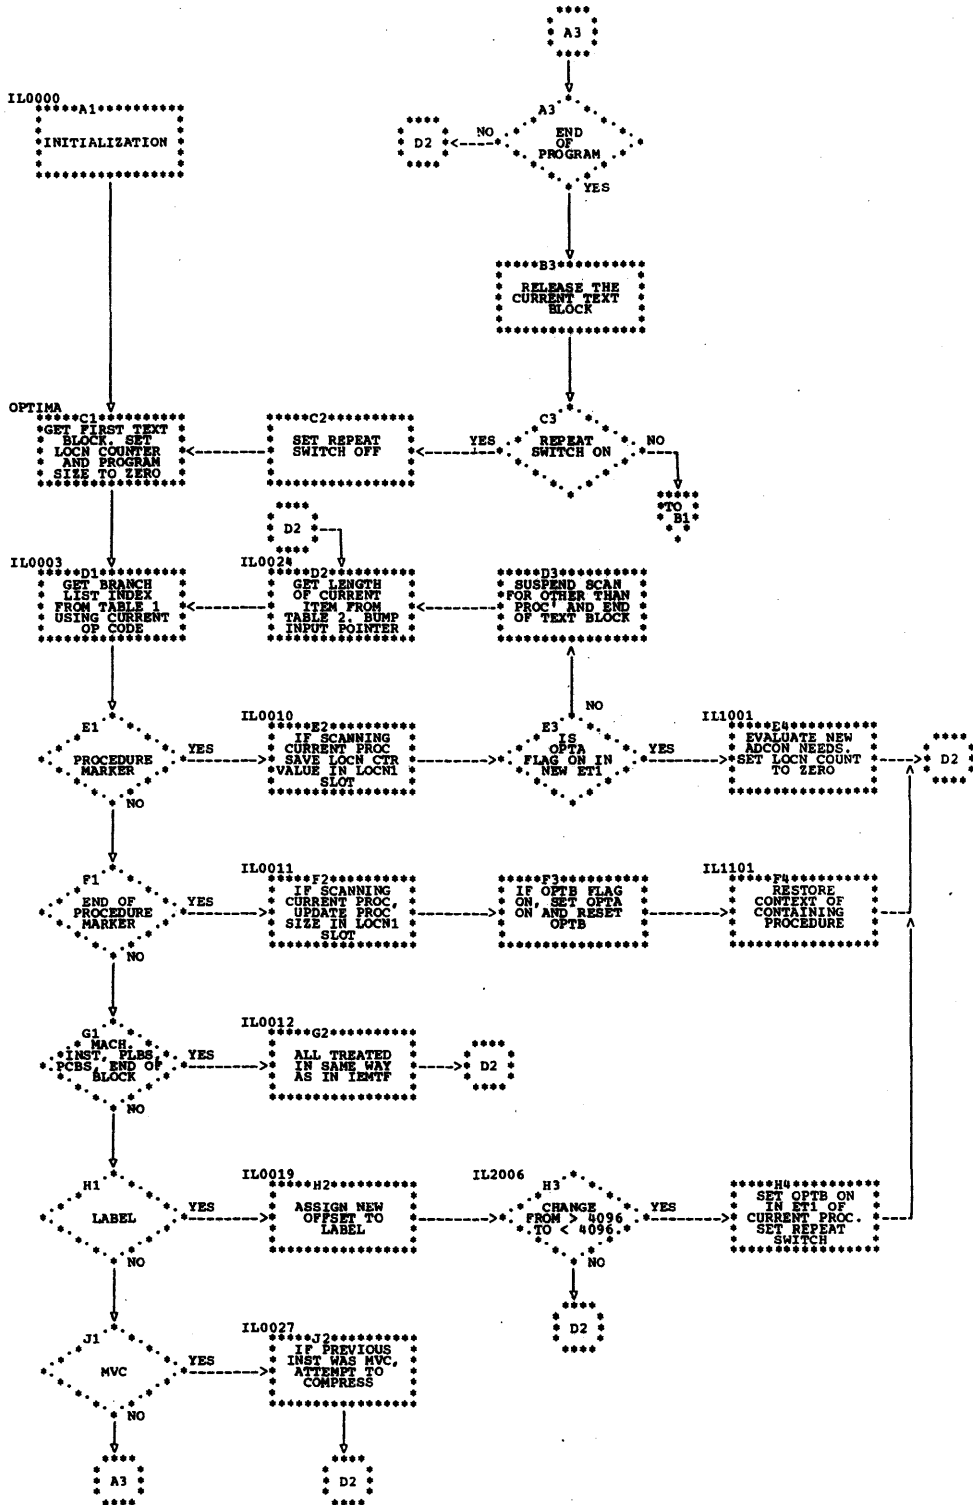 A3
IL0000
A1
INITIALIZATION
A3
END
OF
PROGRAM
NO
D2
YES
B3
RELEASE THE
CURRENT TEXT
BLOCK
OPTIMA
C1
GET FIRST TEXT
BLOCK. SET
LOCN COUNTER
AND PROGRAM
SIZE TO ZERO
C2
SET REPEAT
SWITCH OFF
YES
C3
REPEAT
SWITCH ON
NO
TO
B1
D2
IL0003
D1
GET BRANCH
LIST INDEX
FROM TABLE 1
USING CURRENT
OP CODE
IL0024
D2
GET LENGTH
OF CURRENT
ITEM FROM
TABLE 2. BUMP
INPUT POINTER
D3
SUSPEND SCAN
FOR OTHER THAN
PROC' AND END
OF TEXT BLOCK
NO
E1
PROCEDURE
MARKER
YES
NO
IL0010
E2
IF SCANNING
CURRENT PROC
SAVE LOCN CTR
VALUE IN LOCN1
SLOT
E3
IS
OPTA
FLAG ON IN
NEW ET1
YES
IL1001
E4
EVALUATE NEW
ADCON NEEDS.
SET LOCN COUNT
TO ZERO
D2
F1
END OF
PROCEDURE
MARKER
YES
NO
IL0011
F2
IF SCANNING
CURRENT PROC,
UPDATE PROC
SIZE IN LOCN1
SLOT
F3
IF OPTB FLAG
ON, SET OPTA
ON AND RESET
OPTB
IL1101
F4
RESTORE
CONTEXT OF
CONTAINING
PROCEDURE
G1
MACH.
INST, PLBS,
PCBS, END OF
BLOCK
YES
NO
IL0012
G2
ALL TREATED
IN SAME WAY
AS IN IEMTF
D2
H1
LABEL
YES
NO
IL0019
H2
ASSIGN NEW
OFFSET TO
LABEL
IL2006
H3
CHANGE
FROM > 4096
TO < 4096
YES
NO
D2
H4
SET OPTB ON
IN ET1 OF
CURRENT PROC.
SET REPEAT
SWITCH
J1
MVC
YES
NO
IL0027
J2
IF PREVIOUS
INST WAS MVC,
ATTEMPT TO
COMPRESS
A3
D2